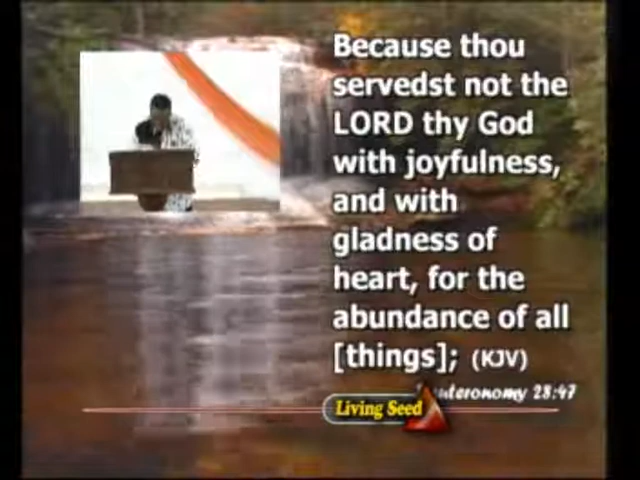 Because thou
servedst not the
LORD thy God
with joyfulness,
and with
gladness of
heart, for the
abundance of all
[things]; (KJV)
28:47
Living Seed